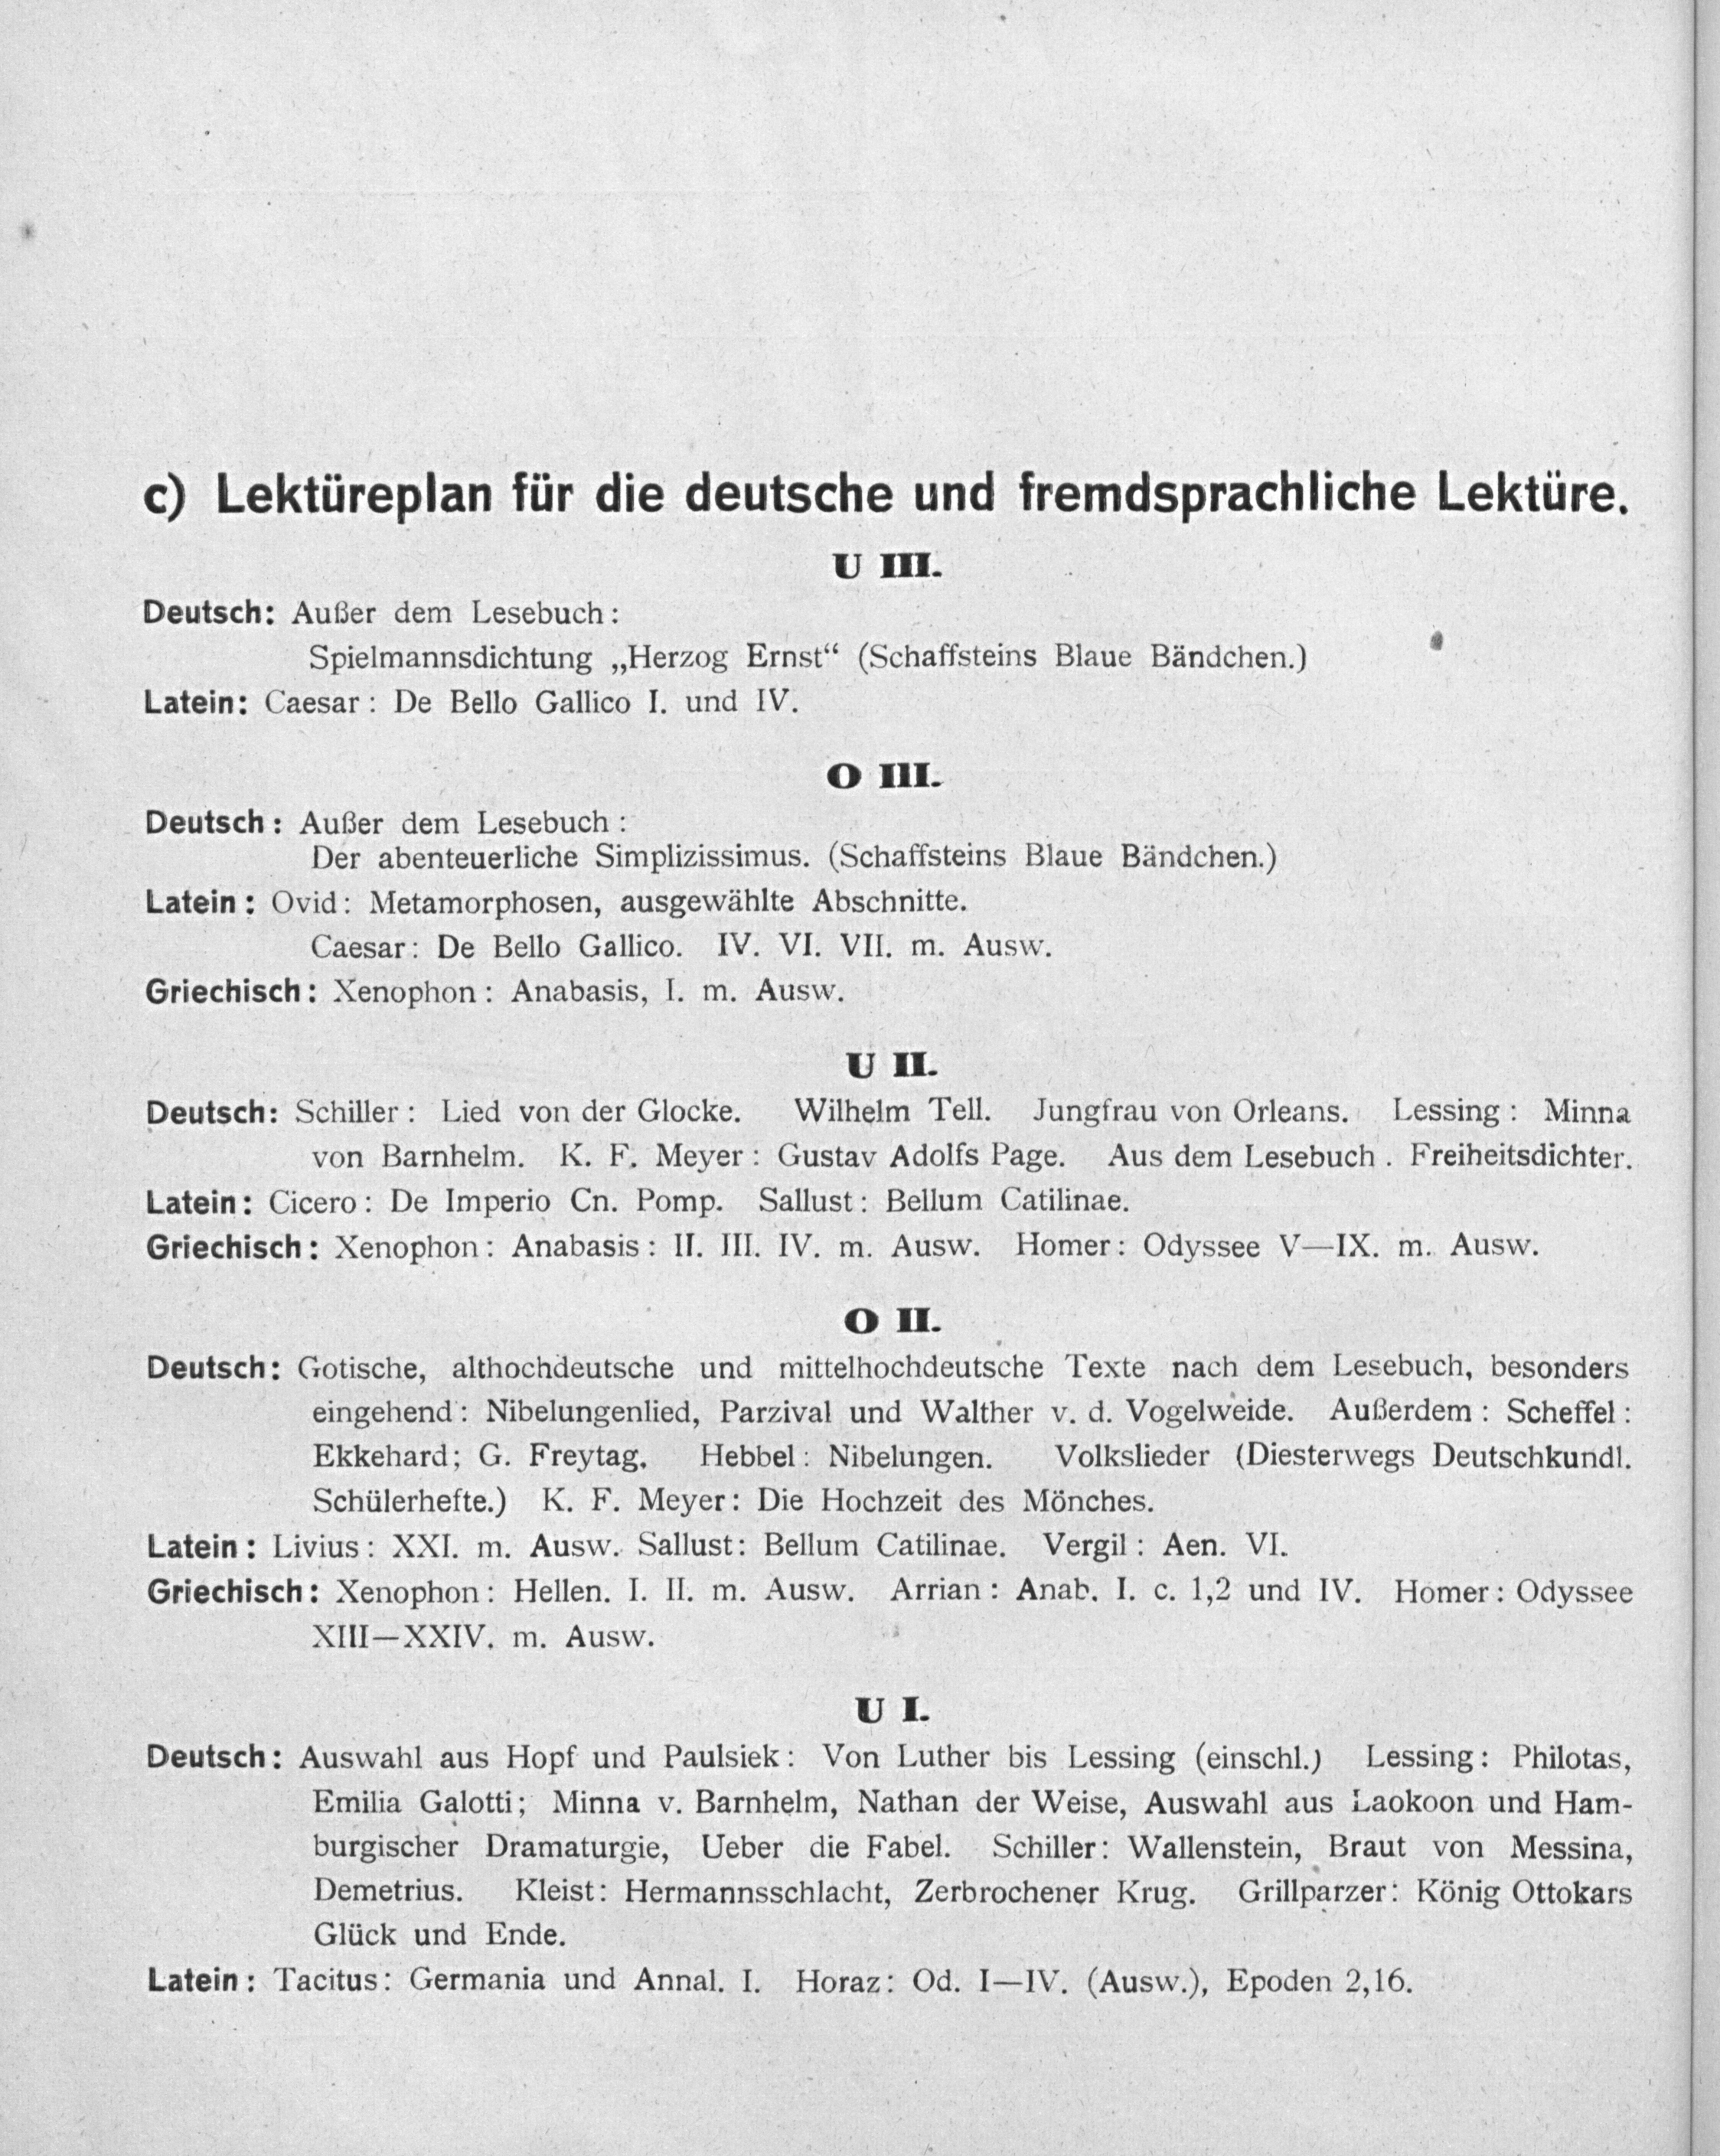 c) Lektüreplan für die deutsche und fremdsprachliche Lektüre.
U III.
Deutsch: Außer dem Lesebuch:
Spielmannsdichtung „Herzog Ernst“ (Schaffsteins Blaue Bändchen.)
Latein: Caesar: De Bello Gallico I. und IV.
O III.
Deutsch: Außer dem Lesebuch:
Der abenteuerliche Simplizissimus. (Schaffsteins Blaue Bändchen.)
Latein: Ovid: Metamorphosen, ausgewählte Abschnitte.
Caesar: De Bello Gallico. IV. VI. VII. m. Ausw.
Griechisch: Xenophon: Anabasis, I. m. Ausw.
U II.
Deutsch: Schiller: Lied von der Glocke. Wilhelm Tell. Jungfrau von Orleans. Lessing: Minna
von Barnhelm. K. F. Meyer: Gustav Adolfs Page. Aus dem Lesebuch . Freiheitsdichter.
Latein: Cicero: De Imperio Cn. Pomp. Sallust: Bellum Catilinae.
Griechisch: Xenophon: Anabasis: II. III. IV. m. Ausw. Homer: Odyssee V—IX. m. Ausw.
O II.
Deutsch: Gotische, althochdeutsche und mittelhochdeutsche Texte nach dem Lesebuch, besonders
eingehend: Nibelungenlied, Parzival und Walther v. d. Vogelweide. Außerdem: Scheffel:
Ekkehard; G. Freytag. Hebbel: Nibelungen. Volkslieder (Diesterwegs Deutschkundl.
Schülerhefte.) K. F. Meyer: Die Hochzeit des Mönches.
Latein: Livius: XXI. m. Ausw. Sallust: Bellum Catilinae. Vergil: Aen. VI.
Griechisch: Xenophon: Hellen. I. II. m. Ausw. Arrian: Anab. I. c. 1,2 und IV. Homer: Odyssee
XIII—XXIV. m. Ausw.
U I.
Deutsch: Auswahl aus Hopf und Paulsiek: Von Luther bis Lessing (einschl.) Lessing: Philotas,
Emilia Galotti; Minna v. Barnhelm, Nathan der Weise, Auswahl aus Laokoon und Ham-
burgischer Dramaturgie, Ueber die Fabel. Schiller: Wallenstein, Braut von Messina,
Demetrius. Kleist: Hermannsschlacht, Zerbrochener Krug. Grillparzer: König Ottokars
Glück und Ende.
Latein: Tacitus: Germania und Annal. I. Horaz: Od. I—IV. (Ausw.), Epoden 2,16.